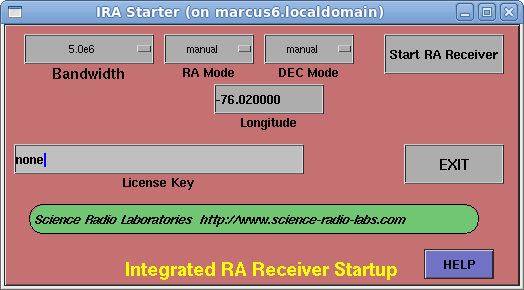 IRA Starter (on marcus6.localdomain)
5.0e6 manual manual Start RA Receiver
Bandwidth RA Mode DEC Mode
-76.020000
Longitude
none
License Key
EXIT
Science Radio Laboratories http://www.science-radio-labs.com
Integrated RA Receiver Startup
HELP